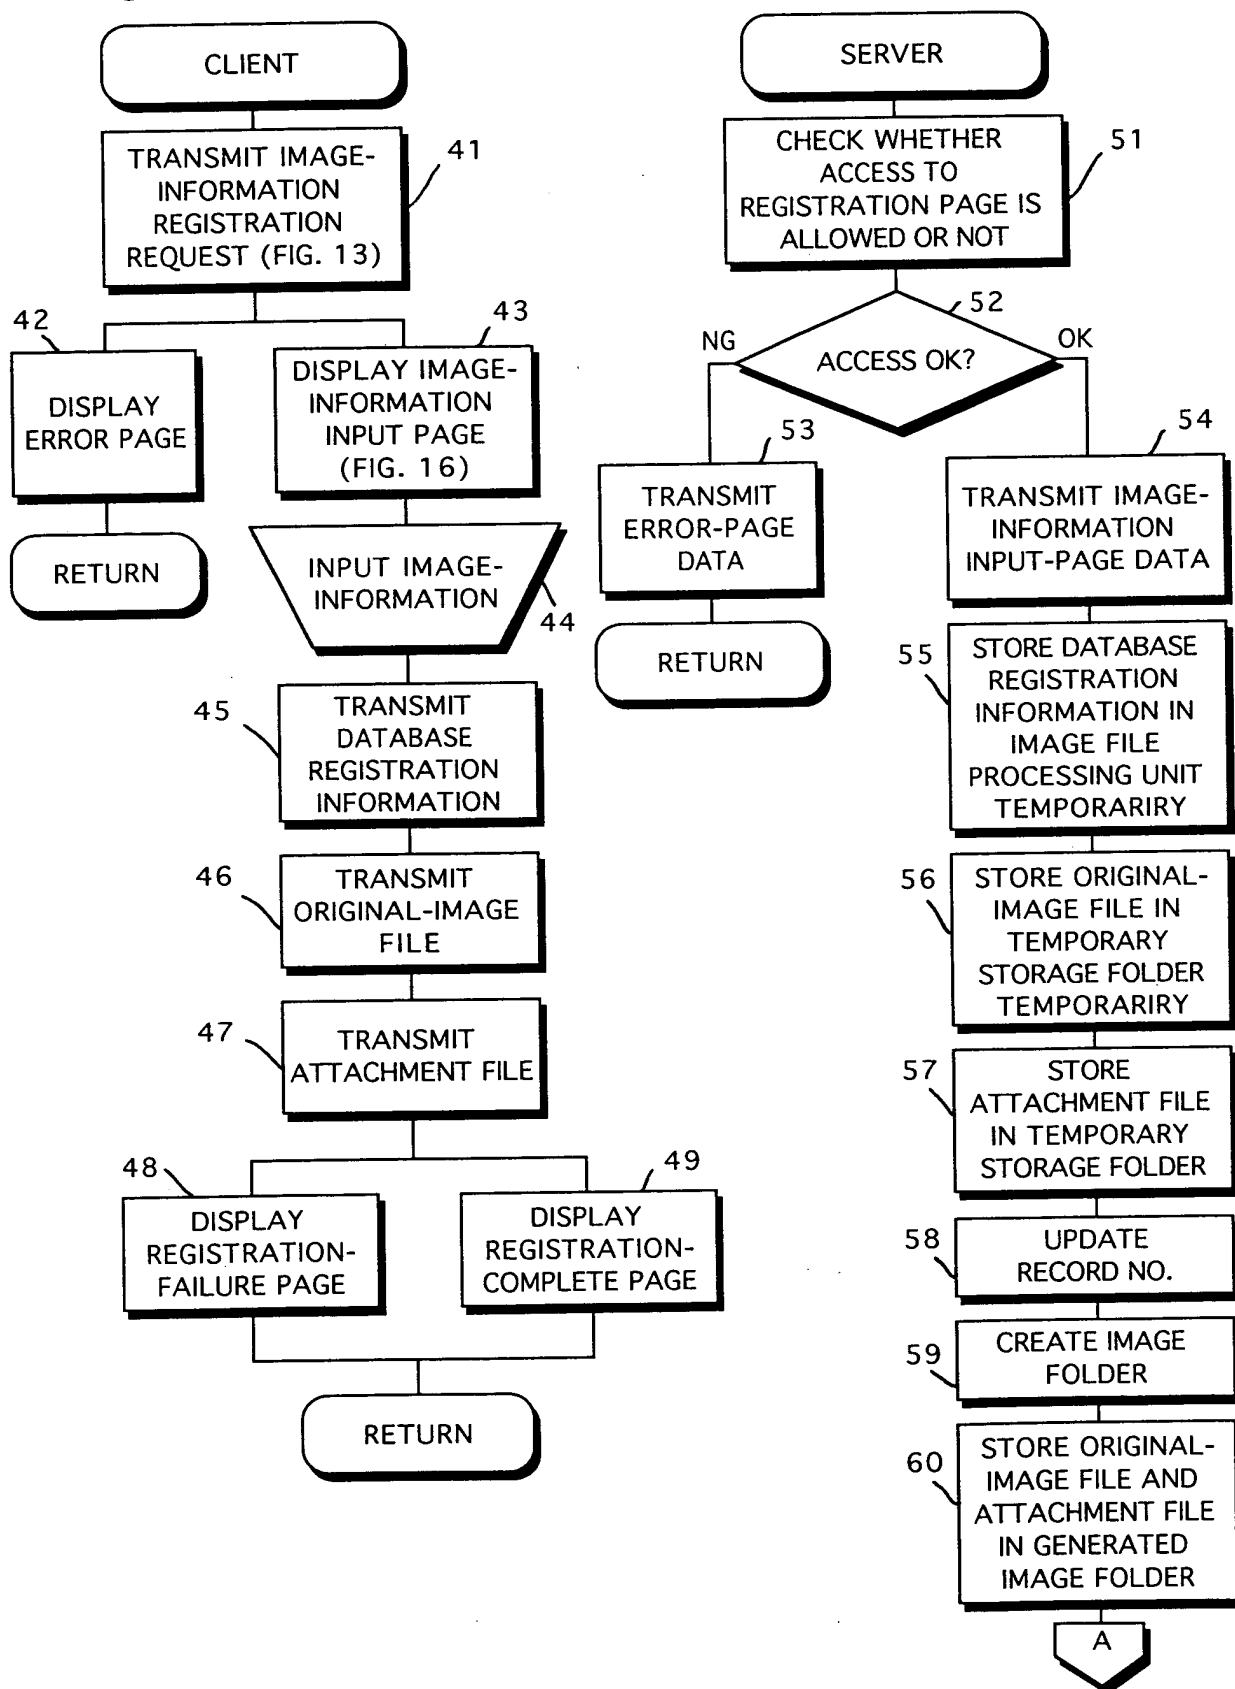 CLIENT
TRANSMIT IMAGE-
INFORMATION
REGISTRATION
REQUEST (FIG. 13)
41
42
DISPLAY
ERROR PAGE
RETURN
43
DISPLAY IMAGE-
INFORMATION
INPUT PAGE
(FIG. 16)
INPUT IMAGE-
INFORMATION
44
45
TRANSMIT
DATABASE
REGISTRATION
INFORMATION
46
TRANSMIT
ORIGINAL-IMAGE
FILE
47
TRANSMIT
ATTACHMENT FILE
48
DISPLAY
REGISTRATION-
FAILURE PAGE
49
DISPLAY
REGISTRATION-
COMPLETE PAGE
RETURN
SERVER
CHECK WHETHER
ACCESS TO
REGISTRATION PAGE IS
ALLOWED OR NOT
51
52
NG
ACCESS OK?
OK
53
TRANSMIT
ERROR-PAGE
DATA
RETURN
54
TRANSMIT IMAGE-
INFORMATION
INPUT-PAGE DATA
55
STORE DATABASE
REGISTRATION
INFORMATION IN
IMAGE FILE
PROCESSING UNIT
TEMPORARIRY
56
STORE ORIGINAL-
IMAGE FILE IN
TEMPORARY
STORAGE FOLDER
TEMPORARIRY
57
STORE
ATTACHMENT FILE
IN TEMPORARY
STORAGE FOLDER
58
UPDATE
RECORD NO.
59
CREATE IMAGE
FOLDER
60
STORE ORIGINAL-
IMAGE FILE AND
ATTACHMENT FILE
IN GENERATED
IMAGE FOLDER
A